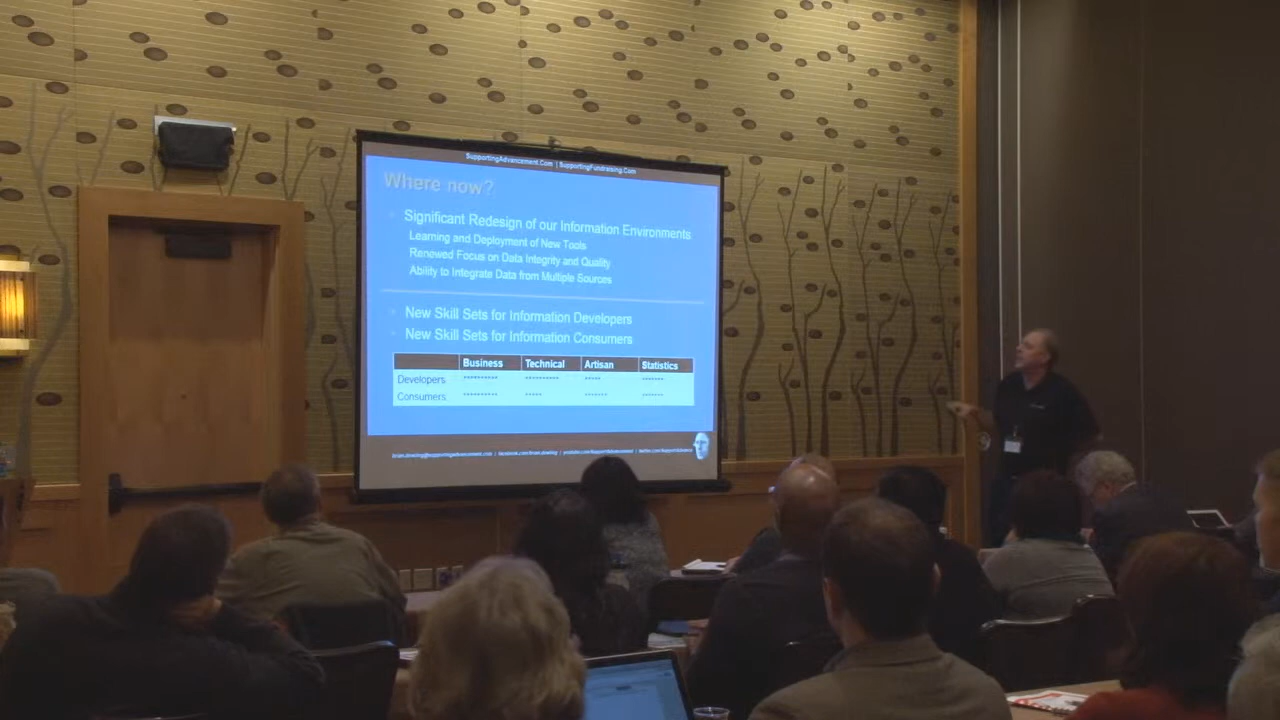 SupportingAdvancement.Com | SupportingFundraising.Com
Where now?
Significant Redesign of our Information Environments
Learning and Deployment of New Tools
Renewed Focus on Data Integrity and Quality
Ability to Integrate Data from Multiple Sources
New Skill Sets for Information Developers
New Skill Sets for Information Consumers
Business Technical Artisan Statistics
Developers
Consumers